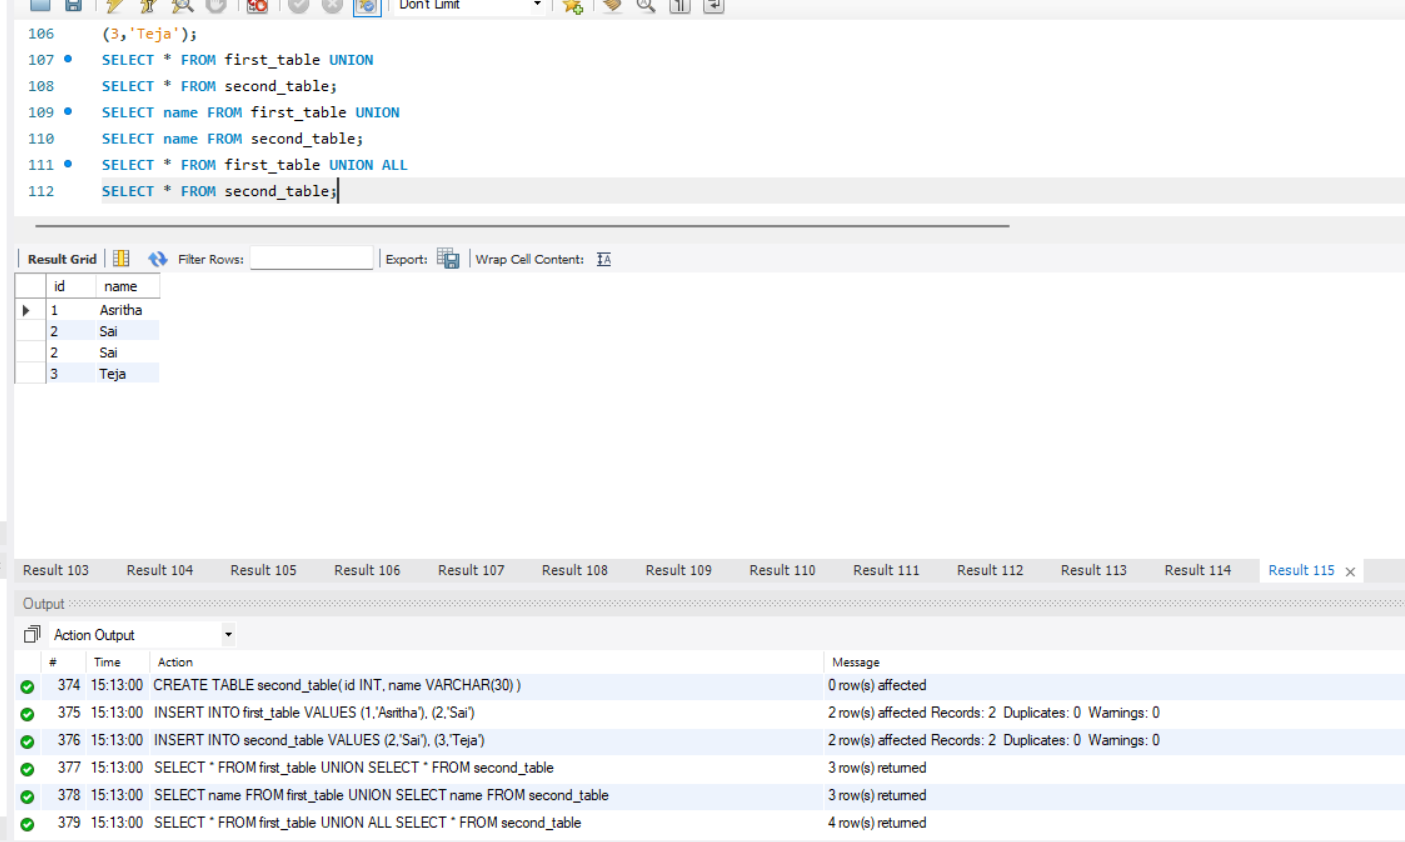 Don't Limit
106 (3,'Teja');
107 SELECT * FROM first_table UNION
108 SELECT * FROM second_table;
109 SELECT name FROM first_table UNION
110 SELECT name FROM second_table;
111 SELECT * FROM first_table UNION ALL
112 SELECT * FROM second_table;
Result Grid Filter Rows: Export: Wrap Cell Content:
id name
1 Asritha
2 Sai
2 Sai
3 Teja
Result 103 Result 104 Result 105 Result 106 Result 107 Result 108 Result 109 Result 110 Result 111 Result 112 Result 113 Result 114 Result 115
Output
Action Output
# Time Action Message
374 15:13:00 CREATE TABLE second_table( id INT, name VARCHAR(30) ) 0 row(s) affected
375 15:13:00 INSERT INTO first_table VALUES (1,'Asritha'), (2,'Sai') 2 row(s) affected Records: 2 Duplicates: 0 Warnings: 0
376 15:13:00 INSERT INTO second_table VALUES (2,'Sai'), (3,'Teja') 2 row(s) affected Records: 2 Duplicates: 0 Warnings: 0
377 15:13:00 SELECT * FROM first_table UNION SELECT * FROM second_table 3 row(s) returned
378 15:13:00 SELECT name FROM first_table UNION SELECT name FROM second_table 3 row(s) returned
379 15:13:00 SELECT * FROM first_table UNION ALL SELECT * FROM second_table 4 row(s) returned